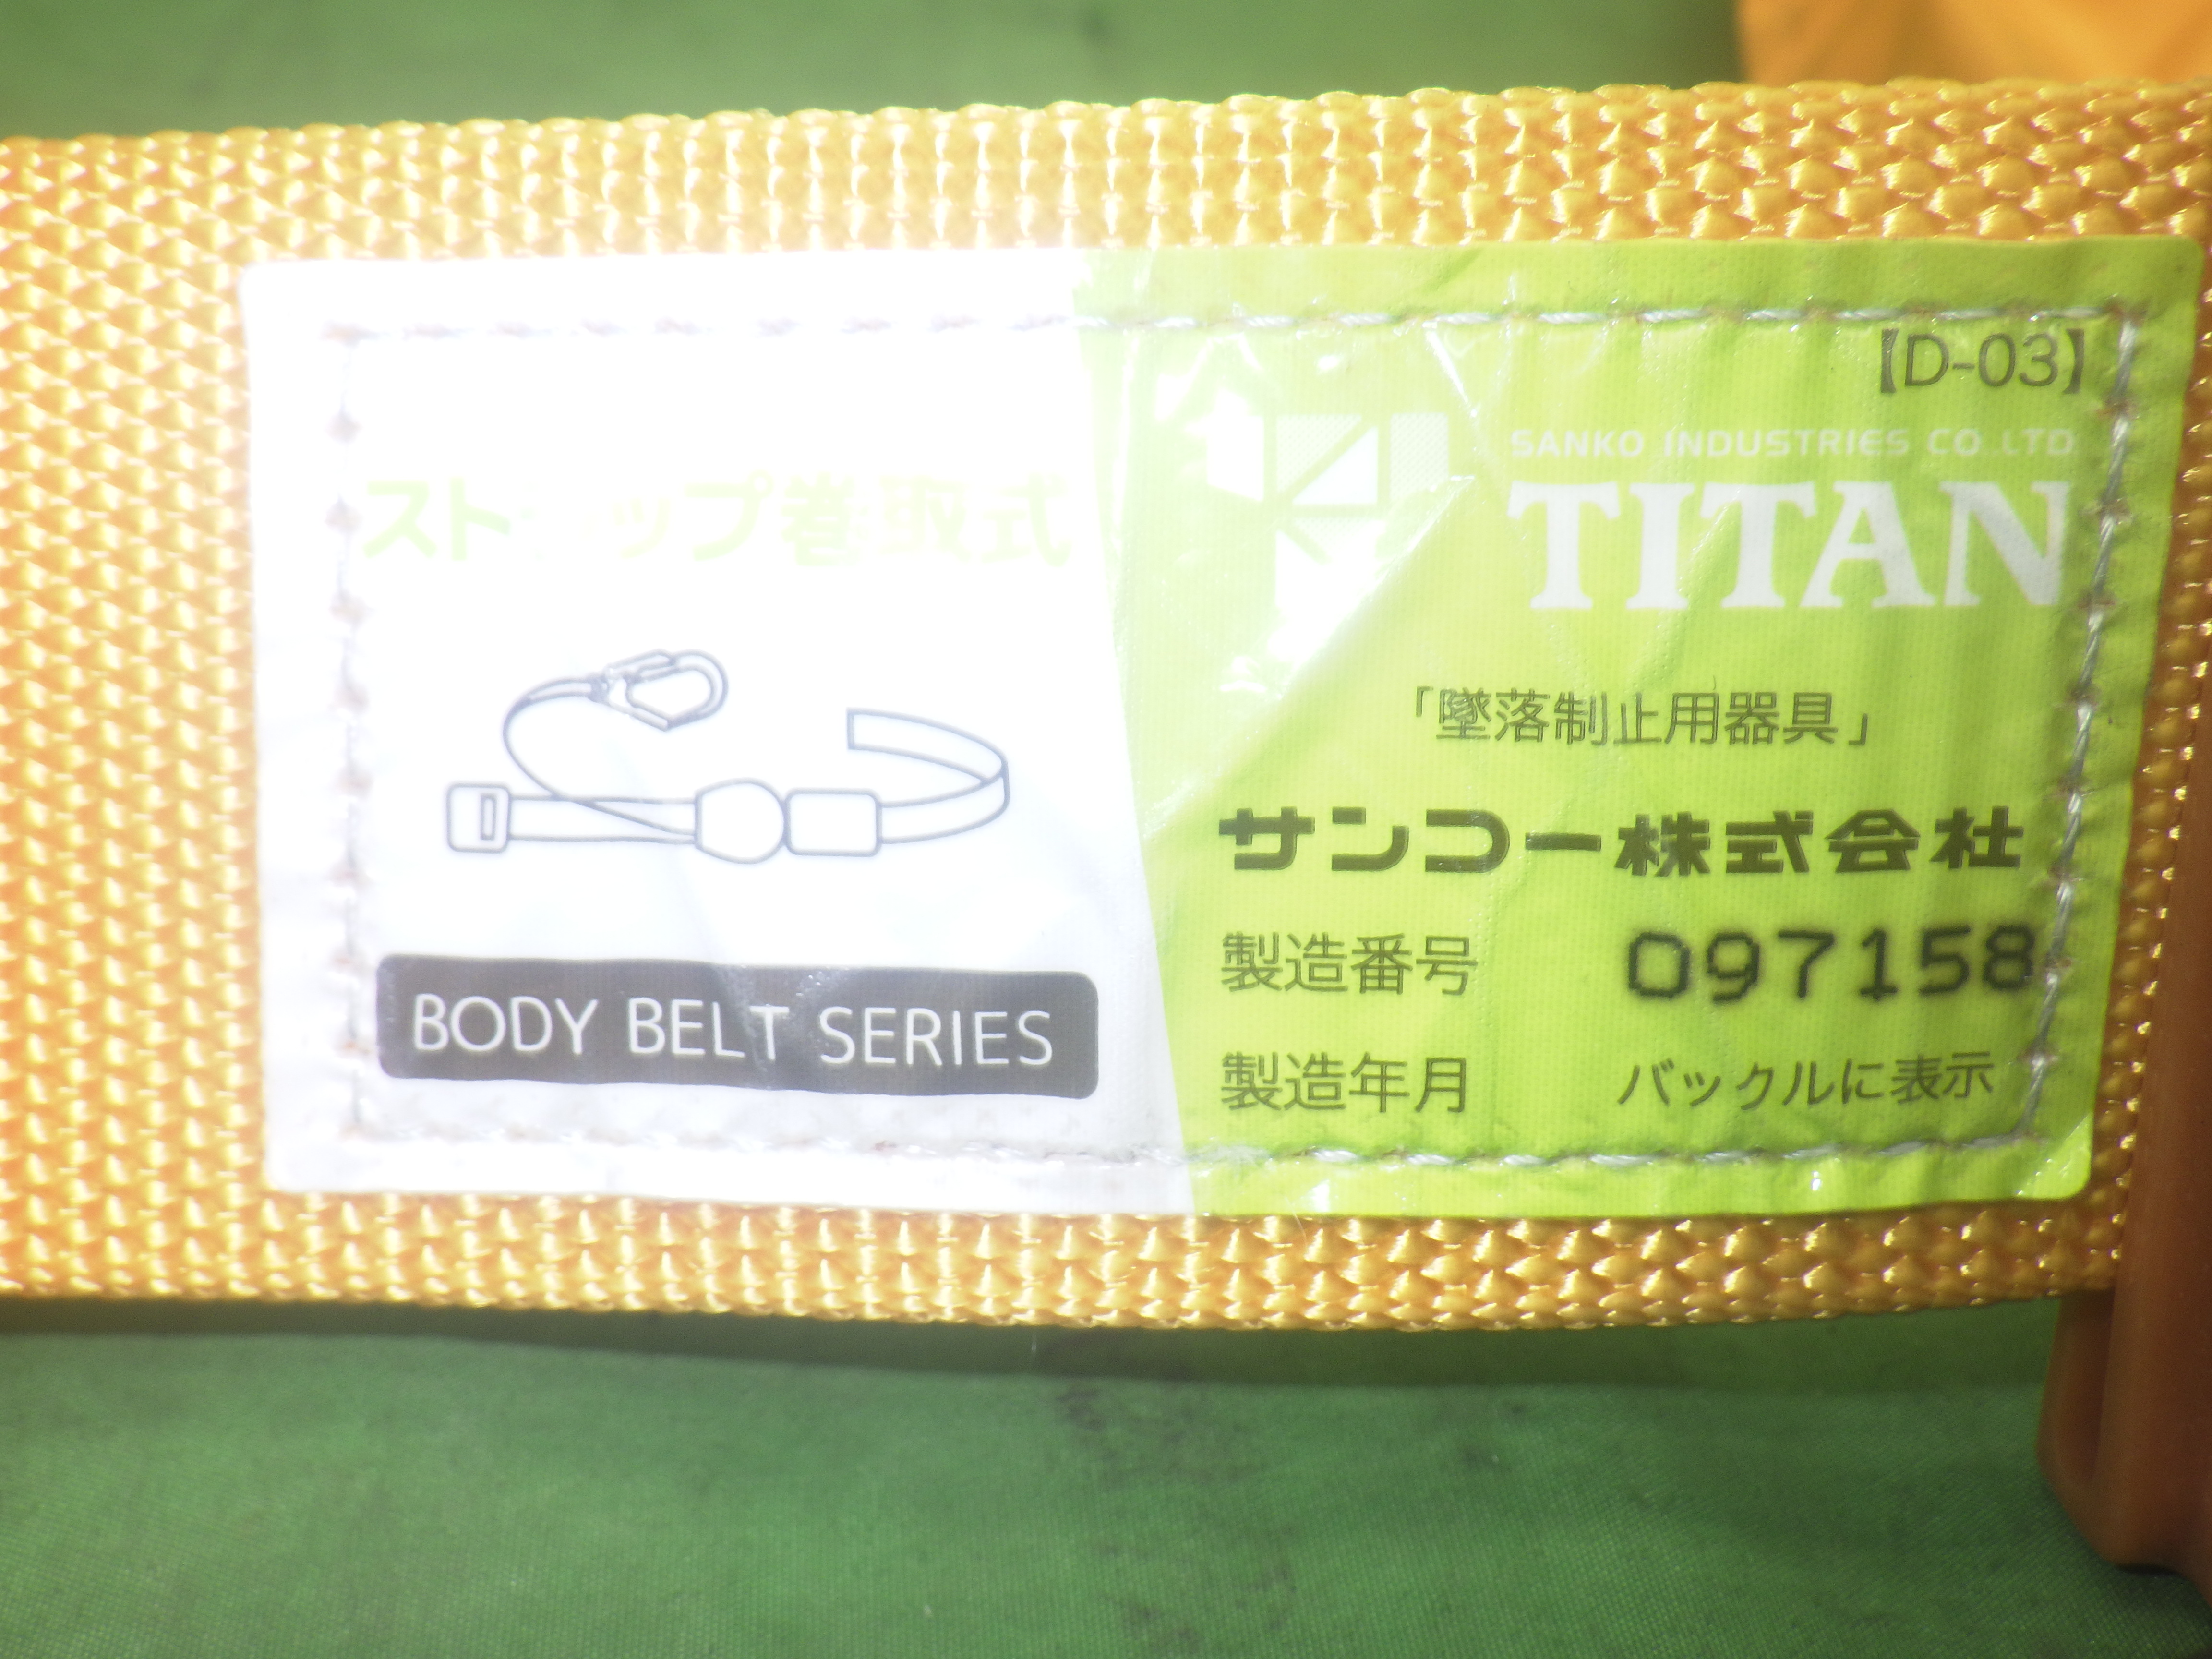 ストラップ巻取式
BODY BELT SERIES
【D-03】
SANKO INDUSTRIES CO.,LTD.
TITAN
「墜落制止用器具」
サンコー株式会社
製造番号 097158
製造年月 バックルに表示